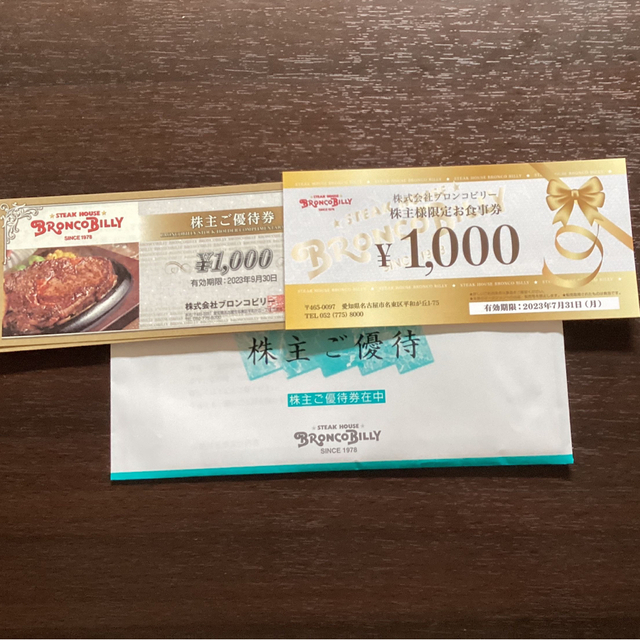 STEAK HOUSE
BRONCOBILLY
SINCE 1978
株主ご優待券
¥1,000
有効期限：2023年9月30日
株式会社ブロンコビリー
STEAK HOUSE
BRONCOBILLY
SINCE 1978
株式会社ブロンコビリー
株主様限定お食事券
¥1,000
〒465-0097 愛知県名古屋市名東区平和が丘1-75
TEL 052 (775) 8000
有効期限：2023年7月31日（月）
株主ご優待
株主ご優待券在中
STEAK HOUSE
BRONCOBILLY
SINCE 1978